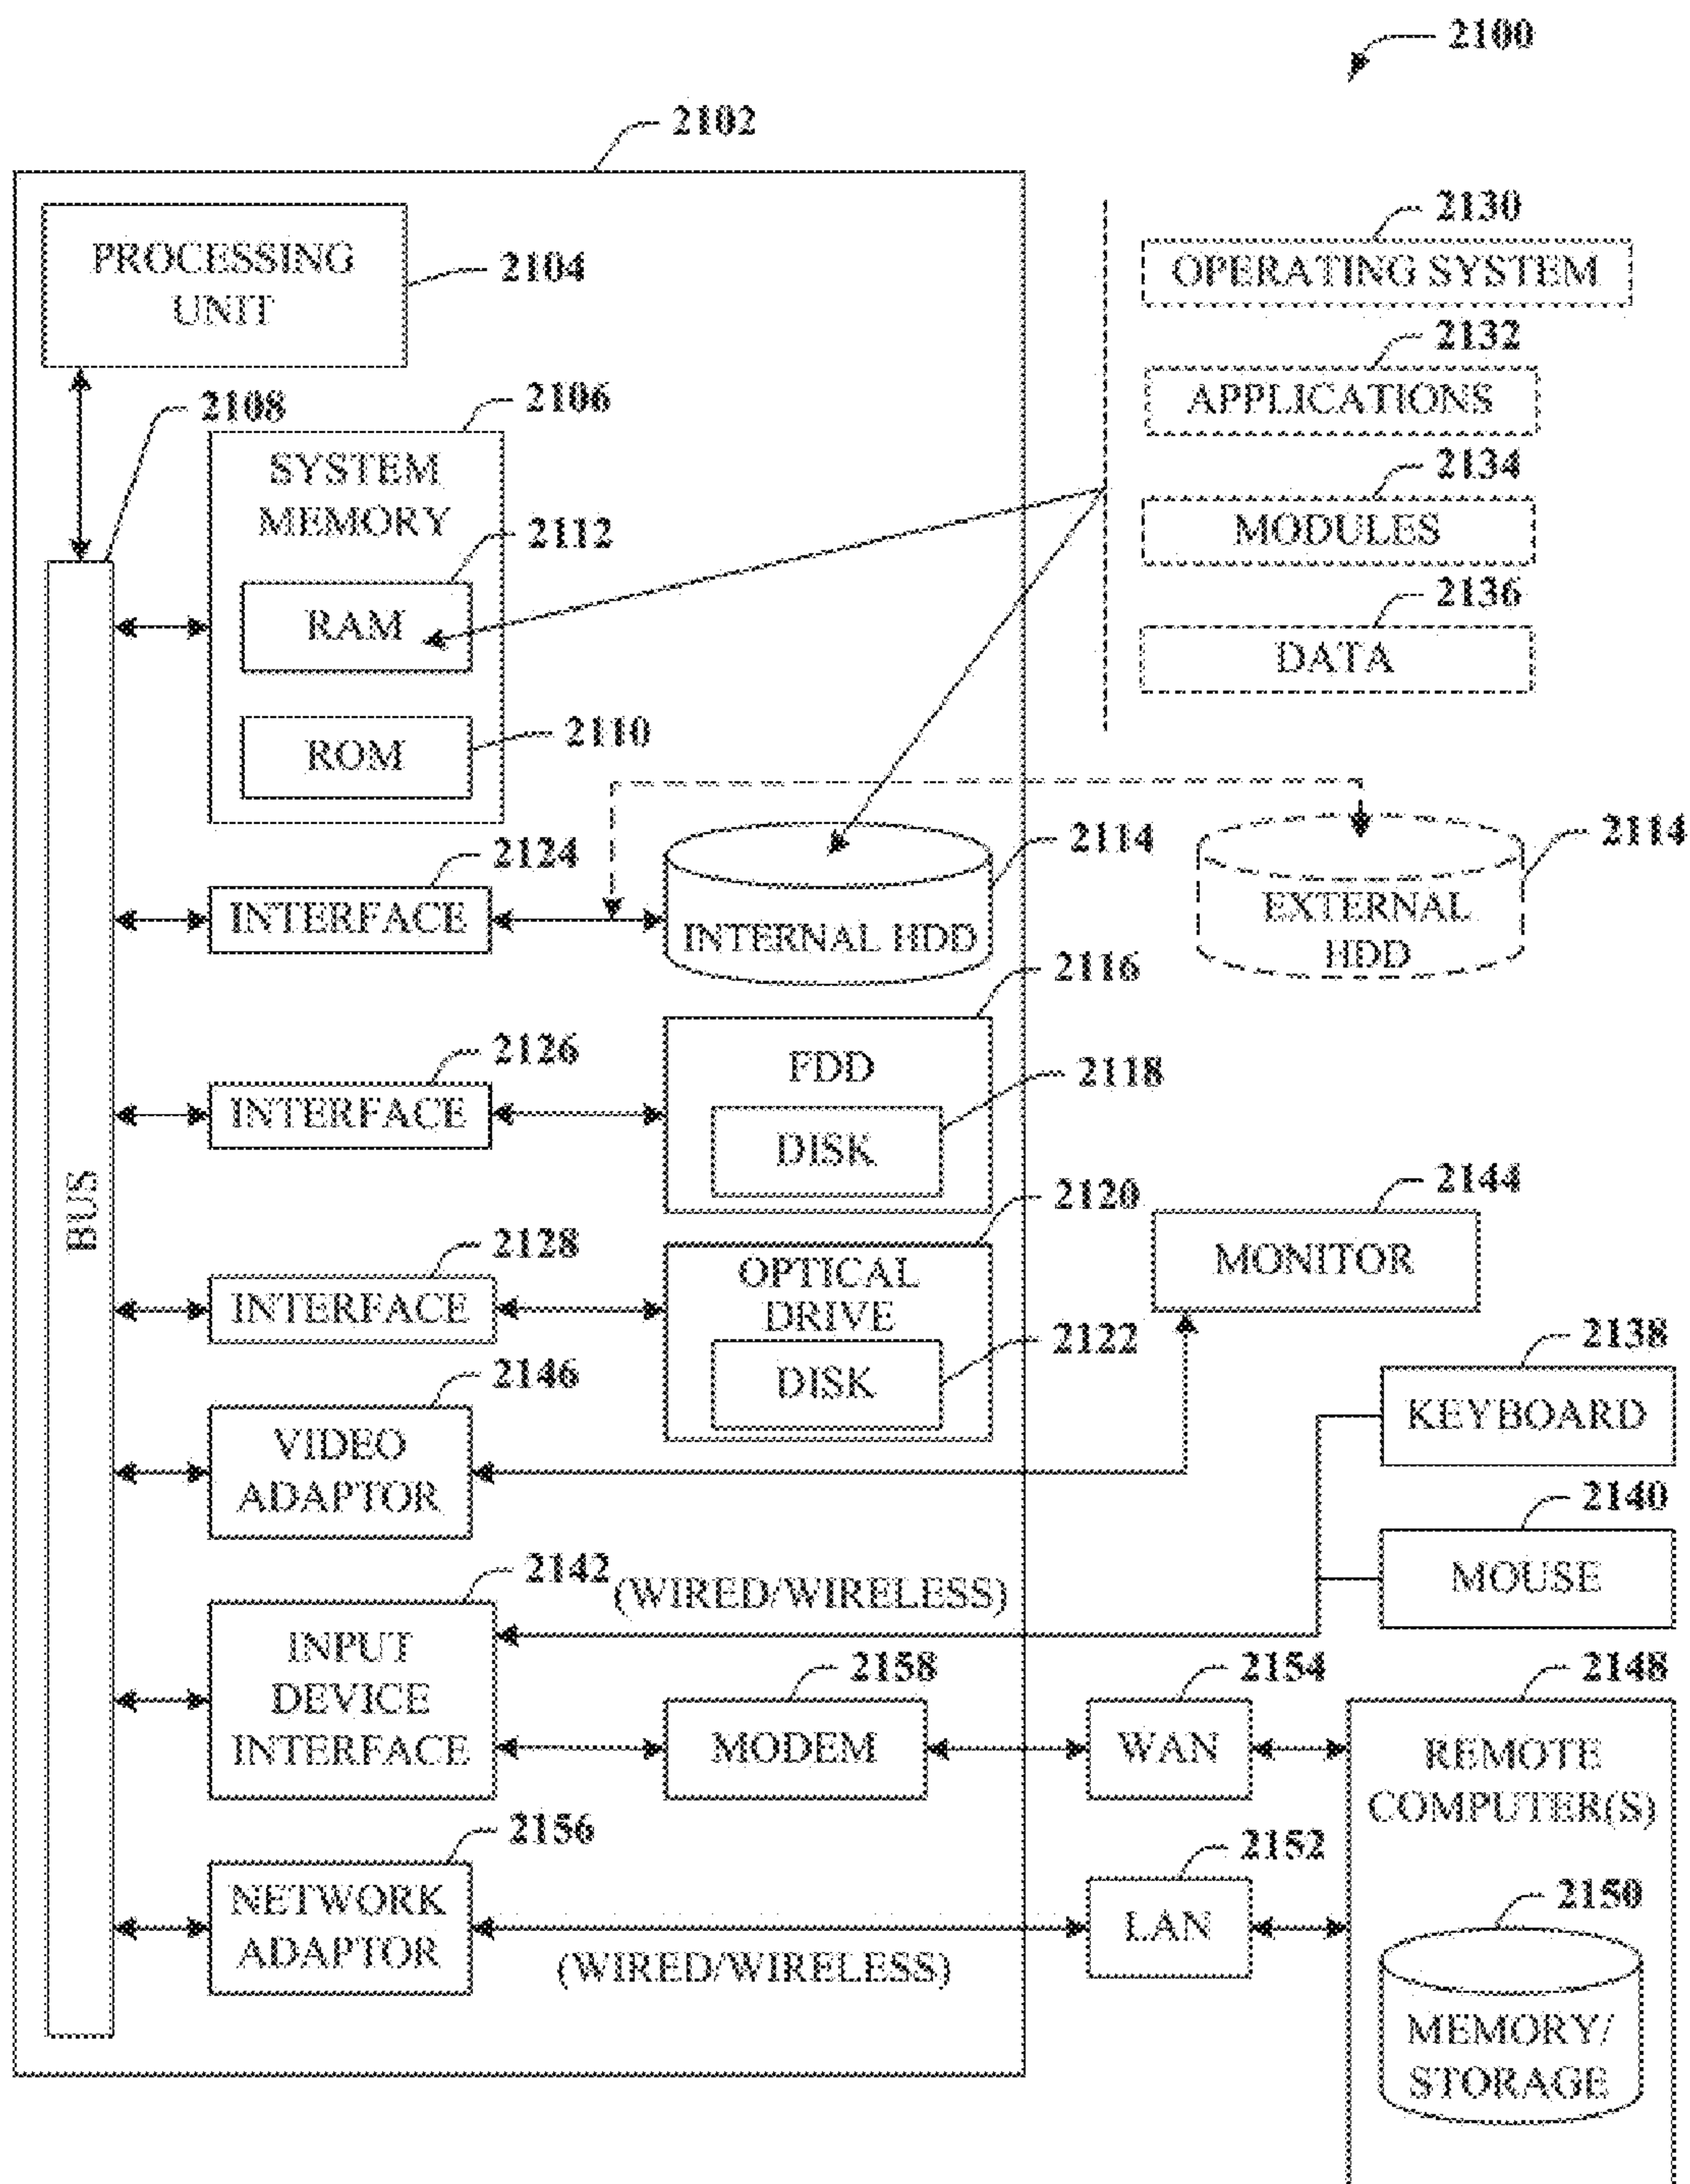 2100
2102
PROCESSING
UNIT
2104
2130
OPERATING SYSTEM
2132
APPLICATIONS
2134
MODULES
2136
DATA
2108
2106
SYSTEM
MEMORY
2112
RAM
2110
ROM
2124
INTERFACE
2114
INTERNAL HDD
2114
EXTERNAL
HDD
2126
INTERFACE
2116
FDD
2118
DISK
BUS
2128
INTERFACE
2120
OPTICAL
DRIVE
2122
DISK
2144
MONITOR
2138
KEYBOARD
2146
VIDEO
ADAPTOR
2140
MOUSE
2142
(WIRED/WIRELESS)
INPUT
DEVICE
INTERFACE
2158
MODEM
2154
WAN
2148
REMOTE
COMPUTER(S)
2156
NETWORK
ADAPTOR
(WIRED/WIRELESS)
2152
LAN
2150
MEMORY/
STORAGE